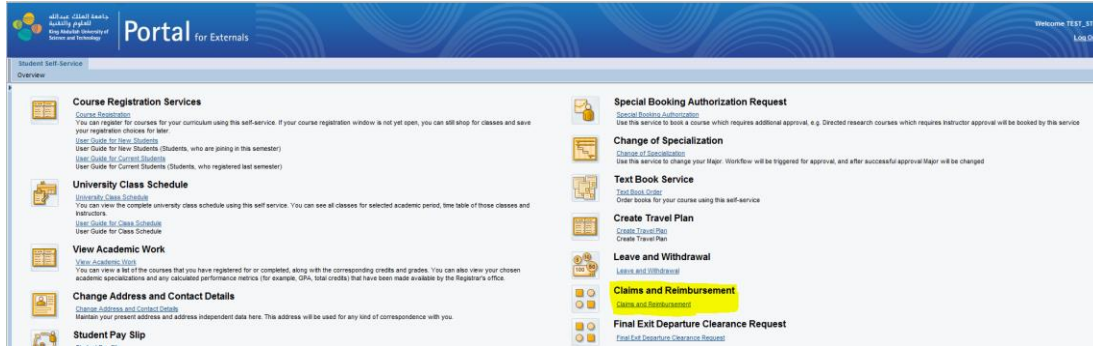 جامعة الملك عبدالله
للعلوم والتقنية
King Abdullah University of
Science and Technology
Portal for Externals
Welcome TEST_ST
Log O
Student Self-Service
Overview
Course Registration Services
Course Registration
You can register for courses for your curriculum using this self-service. If your course registration window is not yet open, you can still shop for classes and save
your registration choices for later.
User Guide for New Students
User Guide for New Students (Students, who are joining in this semester)
User Guide for Current Students
User Guide for Current Students (Students, who registered last semester)
University Class Schedule
University Class Schedule
You can view the complete university class schedule using this self service. You can see all classes for selected academic period, time table of those classes and
Instructors.
User Guide for Class Schedule
User Guide for Class Schedule
View Academic Work
View Academic Work
You can view a list of the courses that you have registered for or completed, along with the corresponding credits and grades. You can also view your chosen
academic specializations and any calculated performance metrics (for example, GPA, total credits) that have been made available by the Registrar's office.
Change Address and Contact Details
Change Address and Contact Details
Maintain your present address and address independent data here. This address will be used for any kind of correspondence with you.
Student Pay Slip
Special Booking Authorization Request
Special Booking Authorization
Use this service to book a course which requires additional approval, e.g. Directed research courses which requires Instructor approval will be booked by this service
Change of Specialization
Change of Specialization
Use this service to change your Major. Workflow will be triggered for approval, and after successful approval Major will be changed
Text Book Service
Text Book Order
Order books for your course using this self-service
Create Travel Plan
Create Travel Plan
Create Travel Plan
Leave and Withdrawal
Leave and Withdrawal
Claims and Reimbursement
Claims and Reimbursement
Final Exit Departure Clearance Request
Final Exit Departure Clearance Request